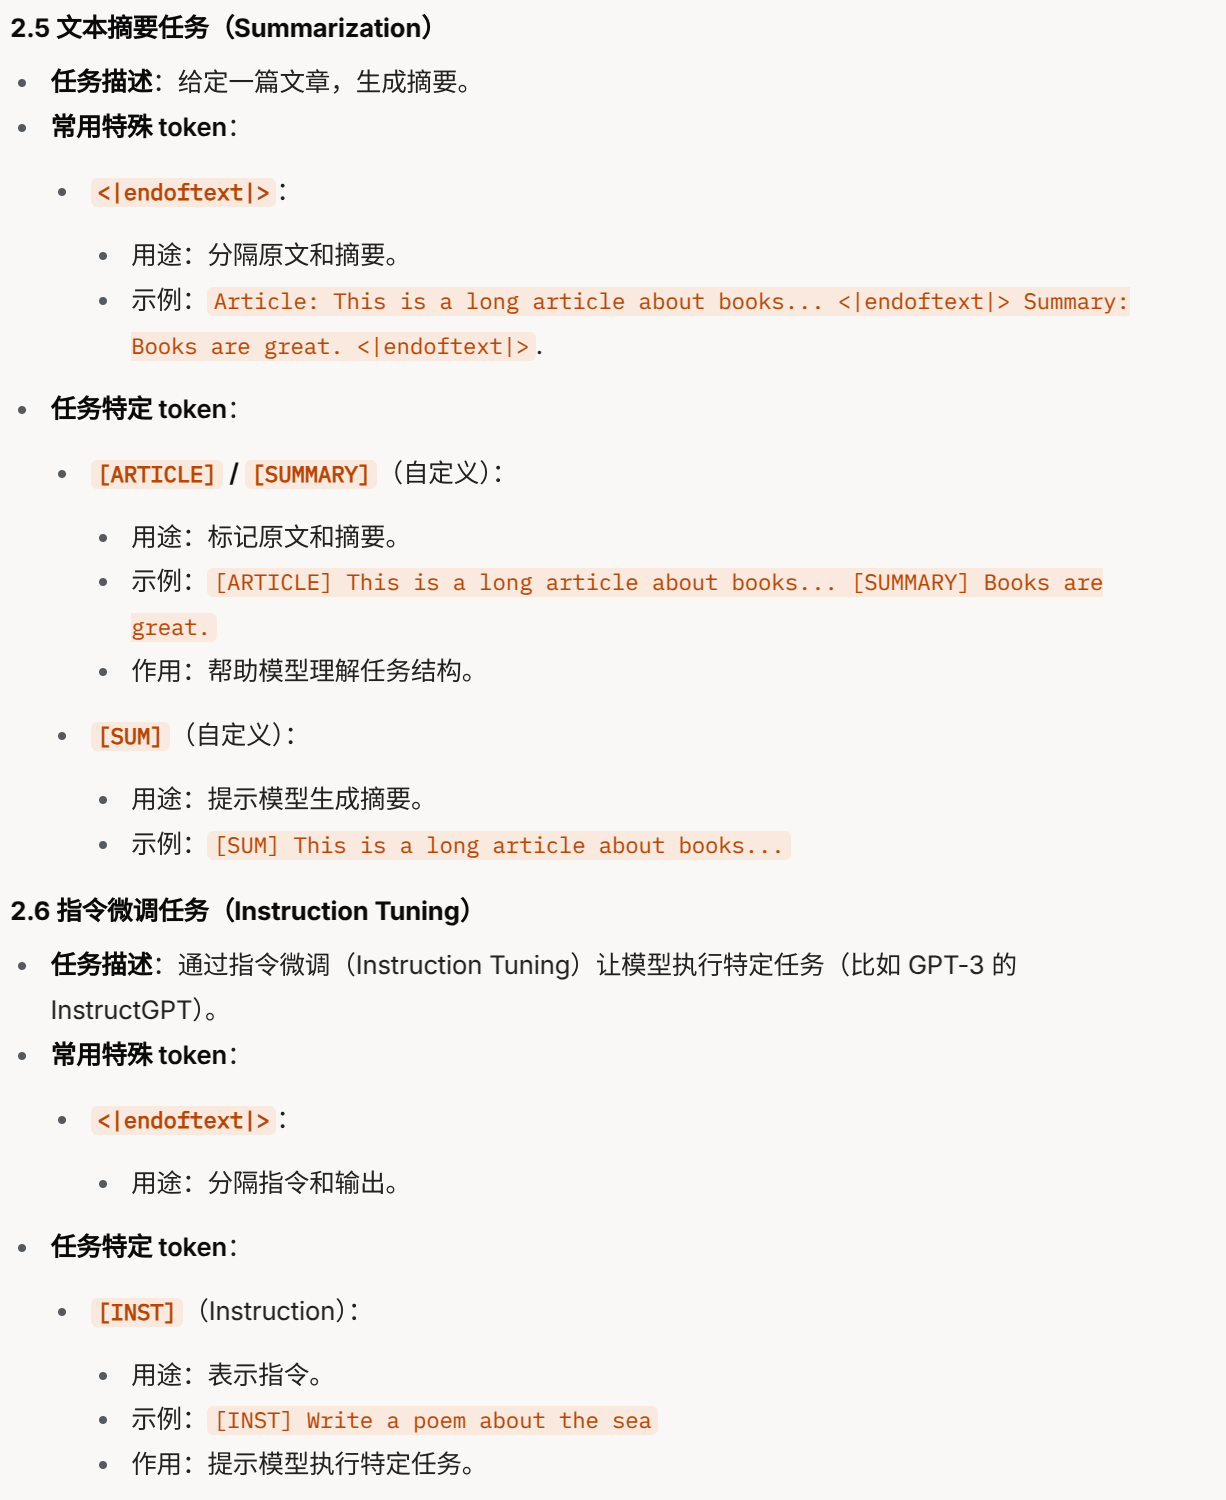 2.5 文本摘要任务（Summarization）
• 任务描述：给定一篇文章，生成摘要。
• 常用特殊 token：
• <|endoftext|>：
• 用途：分隔原文和摘要。
• 示例：Article: This is a long article about books... <|endoftext|> Summary:
Books are great. <|endoftext|>.
• 任务特定 token：
• [ARTICLE] / [SUMMARY]（自定义）：
• 用途：标记原文和摘要。
• 示例：[ARTICLE] This is a long article about books... [SUMMARY] Books are
great.
• 作用：帮助模型理解任务结构。
• [SUM]（自定义）：
• 用途：提示模型生成摘要。
• 示例：[SUM] This is a long article about books...
2.6 指令微调任务（Instruction Tuning）
• 任务描述：通过指令微调（Instruction Tuning）让模型执行特定任务（比如 GPT-3 的
InstructGPT）。
• 常用特殊 token：
• <|endoftext|>：
• 用途：分隔指令和输出。
• 任务特定 token：
• [INST]（Instruction）：
• 用途：表示指令。
• 示例：[INST] Write a poem about the sea
• 作用：提示模型执行特定任务。